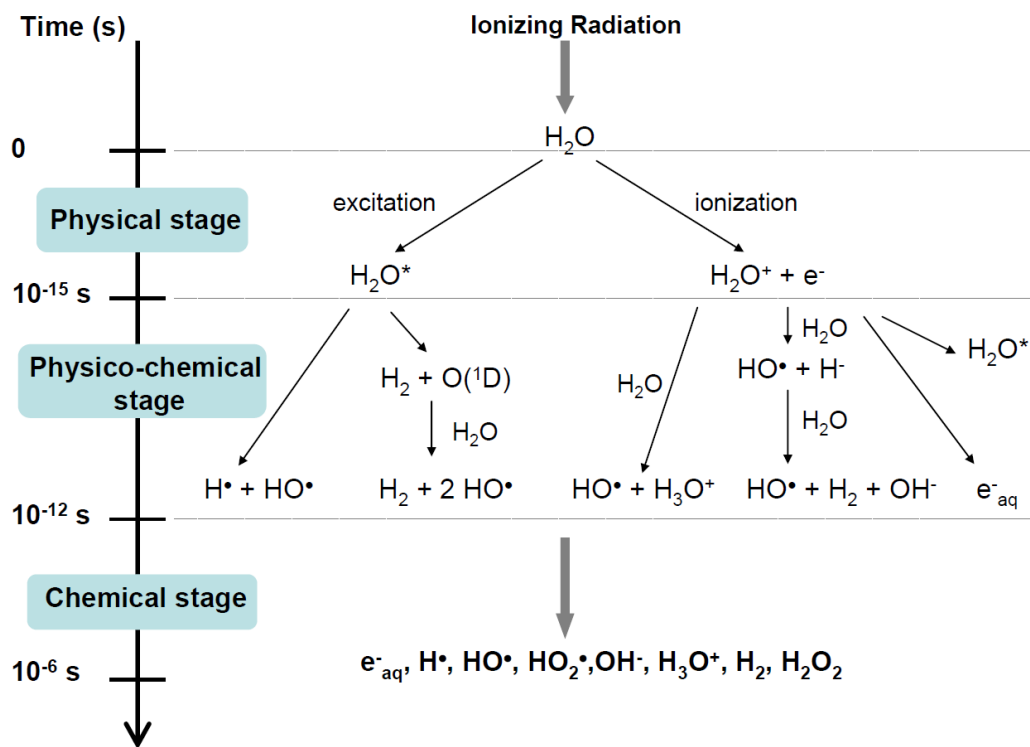 Time (s)
Ionizing Radiation
H₂O
0
excitation
ionization
Physical stage
H₂O*
H₂O⁺ + e⁻
10⁻¹⁵ s
H₂O
H₂O*
Physico-chemical
stage
H₂ + O(¹D)
H₂O
HO• + H⁻
H₂O
H₂O
H• + HO•
H₂ + 2 HO•
HO• + H₃O⁺
HO• + H₂ + OH⁻
e⁻aq
10⁻¹² s
Chemical stage
10⁻⁶ s
e⁻aq, H•, HO•, HO₂•,OH⁻, H₃O⁺, H₂, H₂O₂